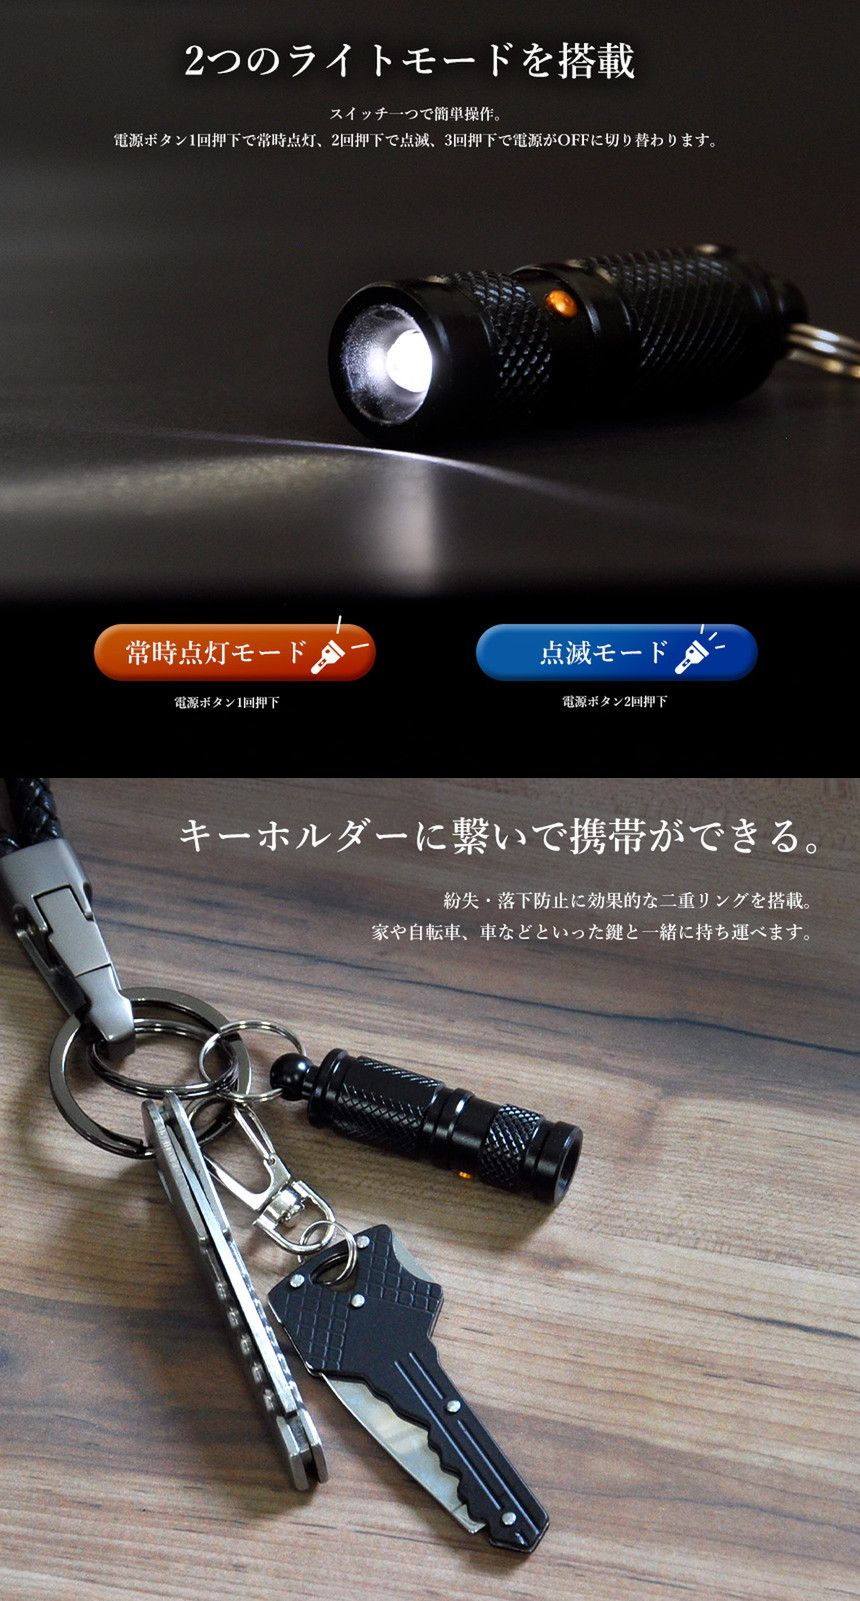 2つのライトモードを搭載
スイッチ一つで簡単操作。
電源ボタン1回押下で常時点灯、2回押下で点滅、3回押下で電源がOFFに切り替わります。
常時点灯モード
点滅モード
電源ボタン1回押下
電源ボタン2回押下
キーホルダーに繋いで携帯ができる。
紛失・落下防止に効果的な二重リングを搭載。
家や自転車、車などといった鍵と一緒に持ち運べます。